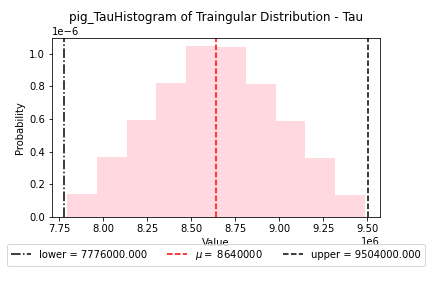 pig_TauHistogram of Traingular Distribution - Tau
1e−6
1.0
0.8
0.6
0.4
0.2
0.0
Probability
7.75 8.00 8.25 8.50 8.75 9.00 9.25 9.50
Value
1e6
lower = 7776000.000 μ = 8640000 upper = 9504000.000